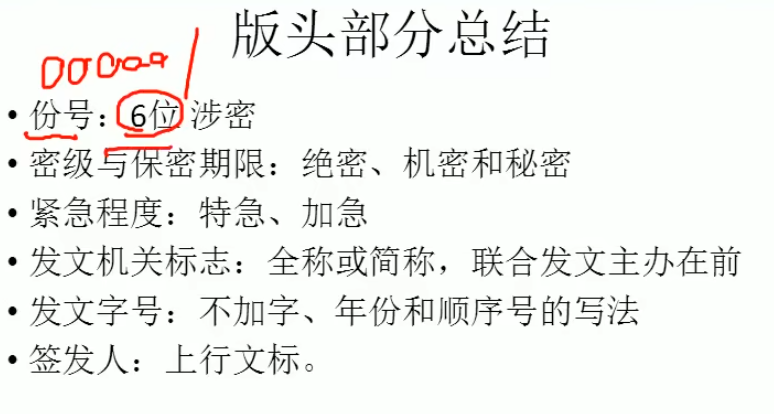 版头部分总结
000001
• 份号：6位 涉密
• 密级与保密期限：绝密、机密和秘密
• 紧急程度：特急、加急
• 发文机关标志：全称或简称，联合发文主办在前
• 发文字号：不加字、年份和顺序号的写法
• 签发人：上行文标。